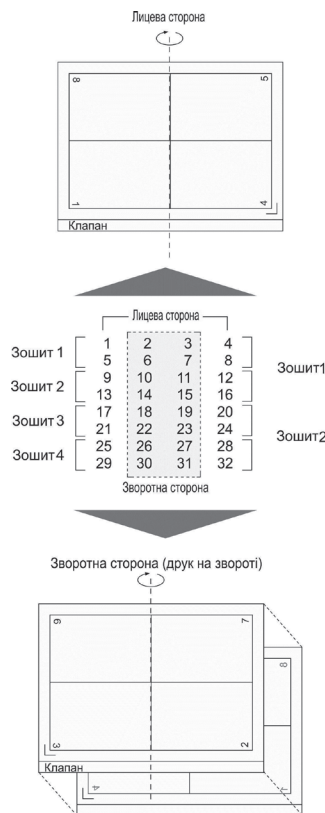 Лицева сторона
8 5
1 4
Клапан
Лицева сторона
Зошит 1
1 2 3 4
5 6 7 8
Зошит1
Зошит 2
9 10 11 12
13 14 15 16
Зошит 3
17 18 19 20
21 22 23 24
Зошит2
Зошит4
25 26 27 28
29 30 31 32
Зворотна сторона
Зворотна сторона (друк на звороті)
6 7
8
3 2
Клапан
4